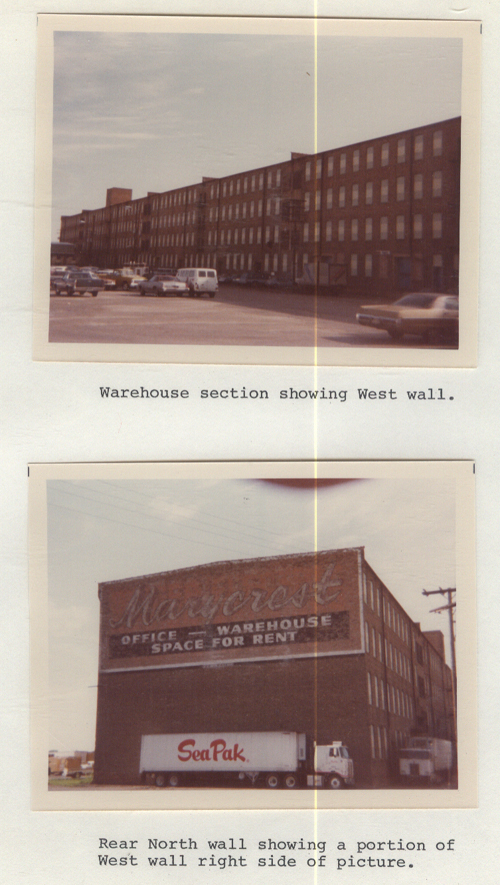 Warehouse section showing West wall.
Marycrest
OFFICE — WAREHOUSE
SPACE FOR RENT
SeaPak
Rear North wall showing a portion of
West wall right side of picture.